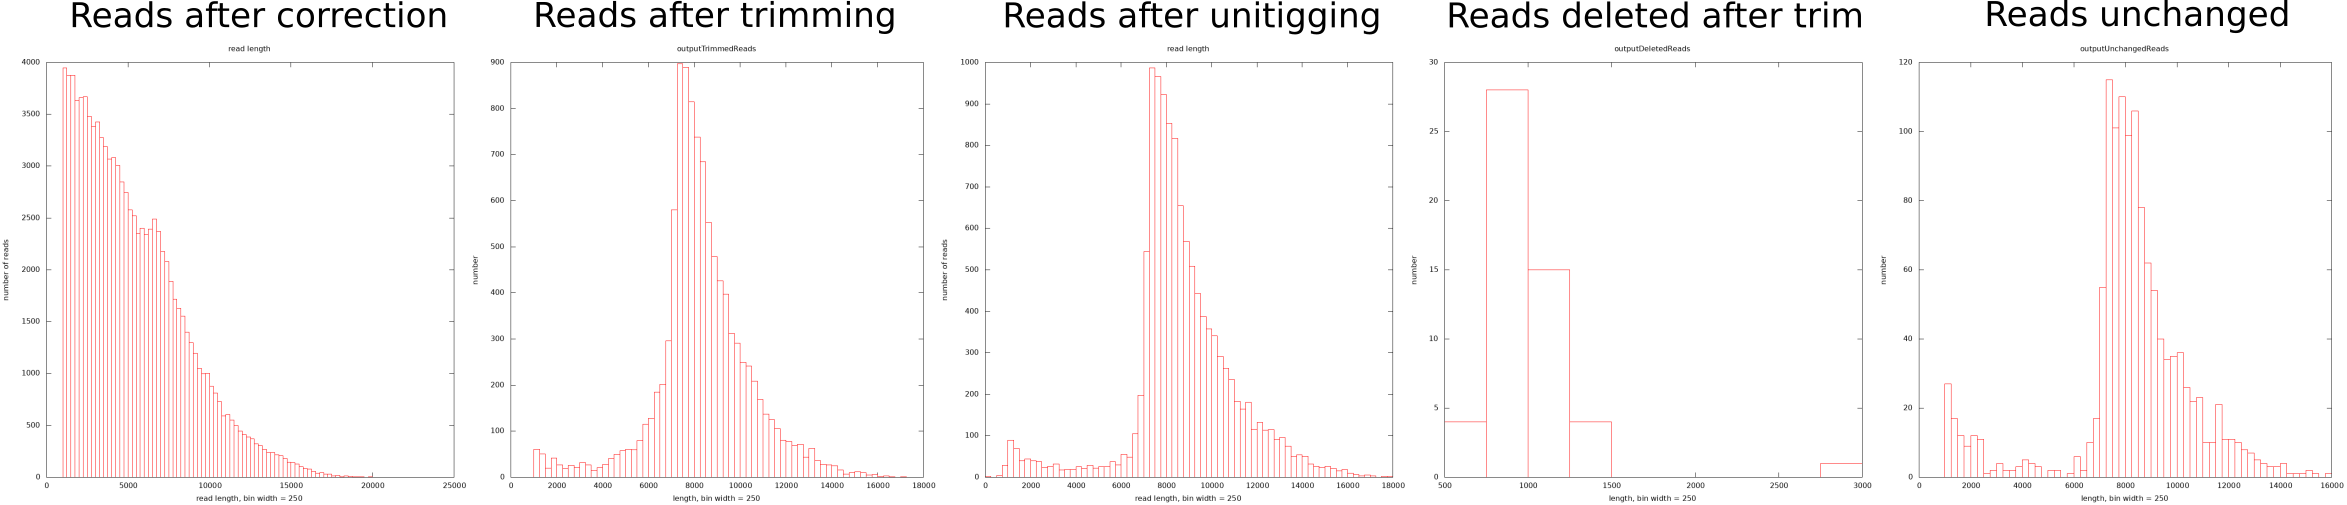 Reads after correction
read length
4000
3500
3000
2500
2000
1500
1000
500
0
number of reads
0 5000 10000 15000 20000 25000
read length, bin width = 250
Reads after trimming
outputTrimmedReads
900
800
700
600
500
400
300
200
100
0
number
0 2000 4000 6000 8000 10000 12000 14000 16000 18000
length, bin width = 250
Reads after unitigging
read length
1000
900
800
700
600
500
400
300
200
100
0
number of reads
0 2000 4000 6000 8000 10000 12000 14000 16000 18000
read length, bin width = 250
Reads deleted after trim
outputDeletedReads
30
25
20
15
10
5
0
number
500 1000 1500 2000 2500 3000
length, bin width = 250
Reads unchanged
outputUnchangedReads
120
100
80
60
40
20
0
number
0 2000 4000 6000 8000 10000 12000 14000 16000
length, bin width = 250